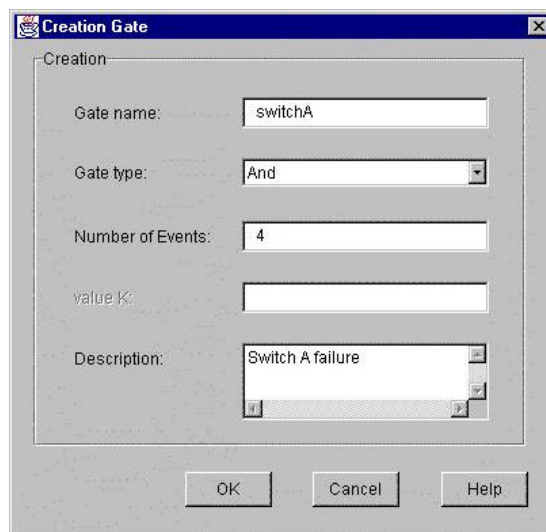 Creation Gate
Creation
Gate name: switchA
Gate type: And
Number of Events: 4
value K:
Description: Switch A failure
OK Cancel Help